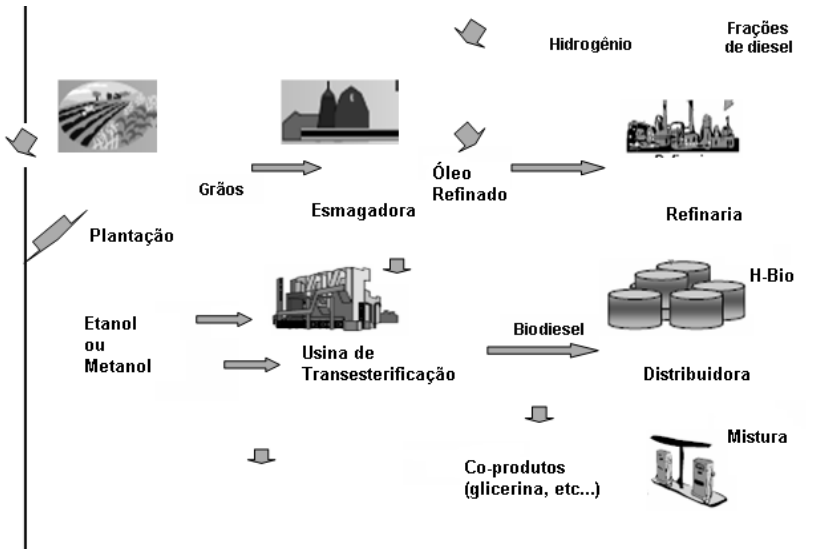 Hidrogênio
Frações
de diesel
Grãos
Esmagadora
Óleo
Refinado
Refinaria
Plantação
H-Bio
Etanol
ou
Metanol
Usina de
Transesterificação
Biodiesel
Distribuidora
Mistura
Co-produtos
(glicerina, etc...)